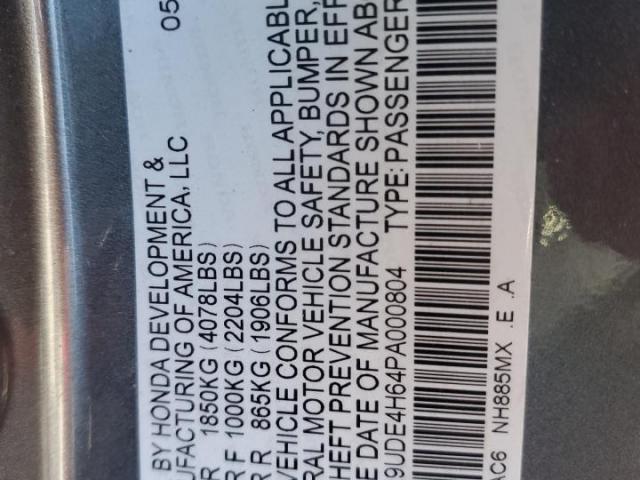 05
BY HONDA DEVELOPMENT &
UFACTURING OF AMERICA, LLC
R 1850KG (4078LBS)
R F 1000KG (2204LBS)
R R 865KG (1906LBS)
VEHICLE CONFORMS TO ALL APPLICABL
RAL MOTOR VEHICLE SAFETY, BUMPER,
HEFT PREVENTION STANDARDS IN EFF
E DATE OF MANUFACTURE SHOWN AB
9UDE4H64PA000804 TYPE:PASSENGER
AC6 NH885MX .E .A